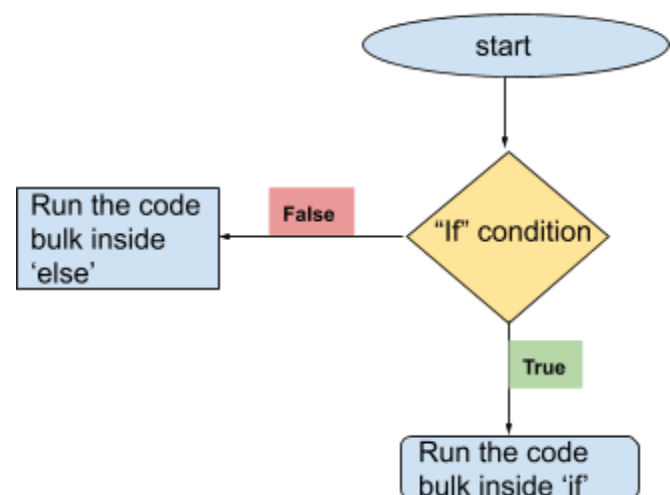 start
Run the code
bulk inside
‘else’
False
“If” condition
True
Run the code
bulk inside ‘if’